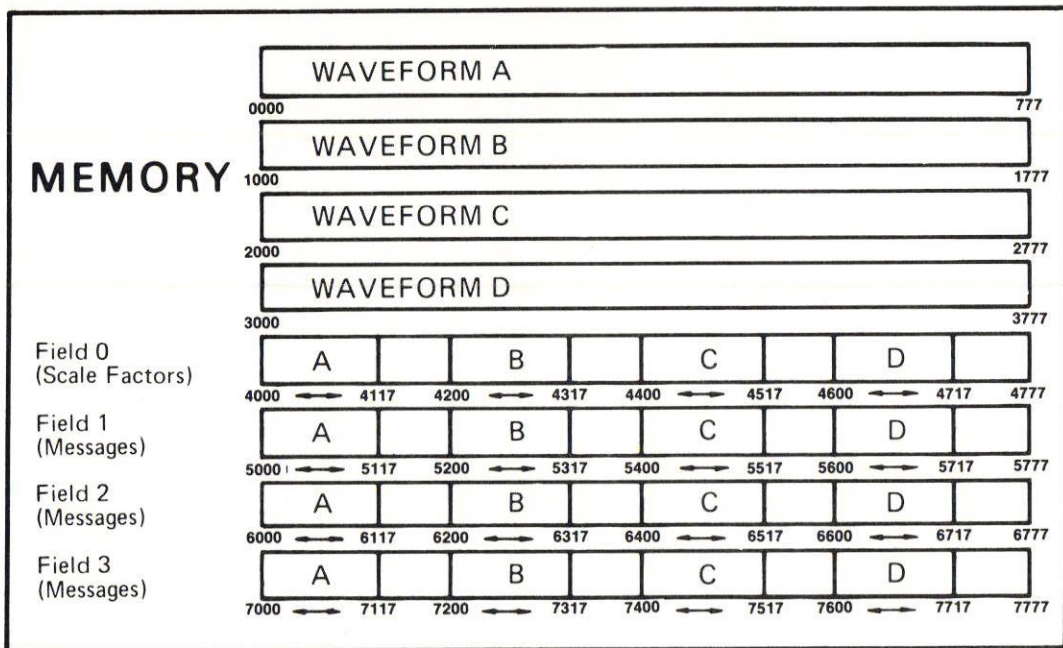 WAVEFORM A
0000 777
WAVEFORM B
MEMORY
1000 1777
WAVEFORM C
2000 2777
WAVEFORM D
3000 3777
Field 0
(Scale Factors)
A B C D
4000 4117 4200 4317 4400 4517 4600 4717 4777
Field 1
(Messages)
A B C D
5000 5117 5200 5317 5400 5517 5600 5717 5777
Field 2
(Messages)
A B C D
6000 6117 6200 6317 6400 6517 6600 6717 6777
Field 3
(Messages)
A B C D
7000 7117 7200 7317 7400 7517 7600 7717 7777